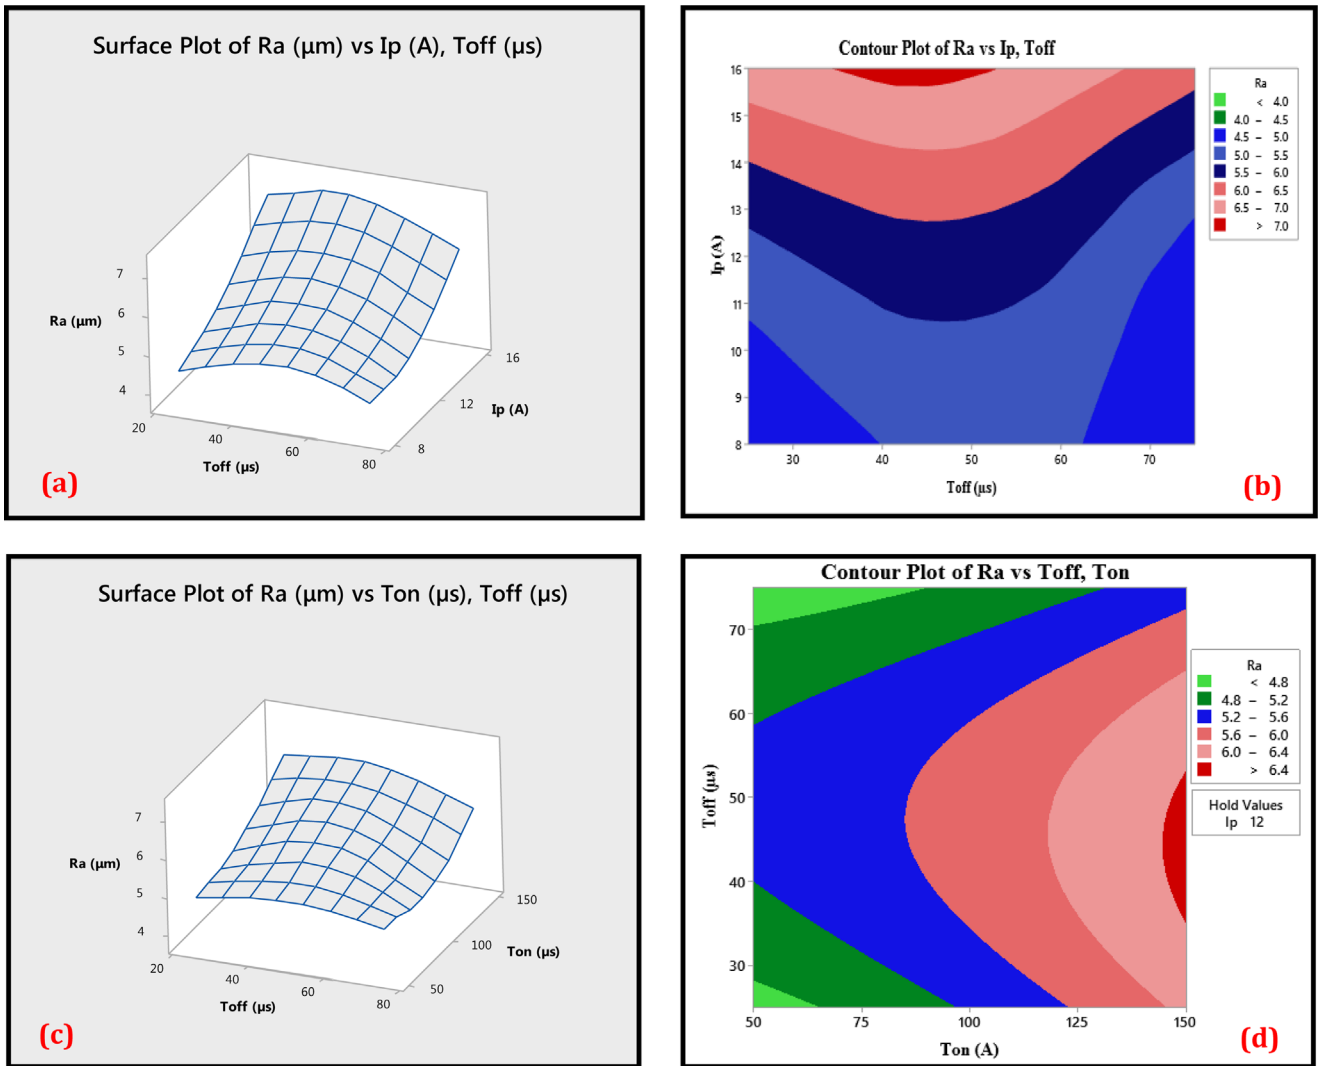 Surface Plot of Ra (μm) vs Ip (A), Toff (μs)
7
6
5
4
Ra (μm)
20
40
60
80
Toff (μs)
8
12
16
Ip (A)
(a)
Contour Plot of Ra vs Ip, Toff
16
15
14
13
12
11
10
9
8
Ip (A)
30
40
50
60
70
Toff (μs)
Ra
< 4.0
4.0 – 4.5
4.5 – 5.0
5.0 – 5.5
5.5 – 6.0
6.0 – 6.5
6.5 – 7.0
> 7.0
(b)
Surface Plot of Ra (μm) vs Ton (μs), Toff (μs)
7
6
5
4
Ra (μm)
20
40
60
80
Toff (μs)
50
100
150
Ton (μs)
(c)
Contour Plot of Ra vs Toff, Ton
70
60
50
40
30
Toff (μs)
50
75
100
125
150
Ton (A)
Ra
< 4.8
4.8 – 5.2
5.2 – 5.6
5.6 – 6.0
6.0 – 6.4
> 6.4
Hold Values
Ip 12
(d)